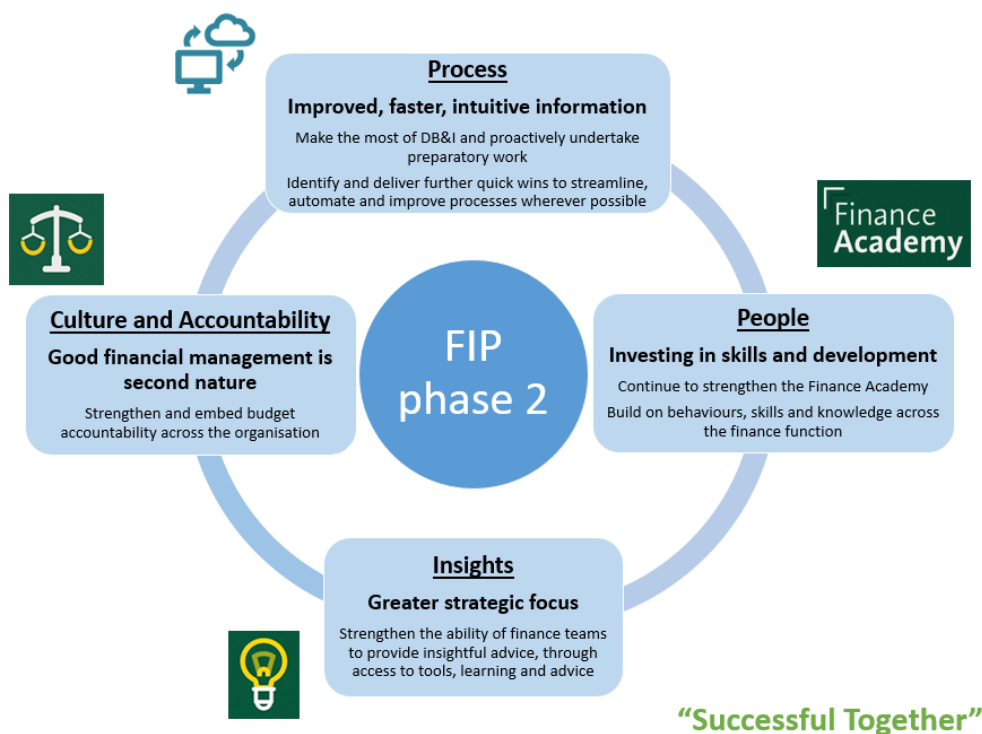 Process
Improved, faster, intuitive information
Make the most of DB&I and proactively undertake
preparatory work
Identify and deliver further quick wins to streamline,
automate and improve processes wherever possible
Finance
Academy
Culture and Accountability
Good financial management is
second nature
Strengthen and embed budget
accountability across the organisation
FIP
phase 2
People
Investing in skills and development
Continue to strengthen the Finance Academy
Build on behaviours, skills and knowledge across
the finance function
Insights
Greater strategic focus
Strengthen the ability of finance teams
to provide insightful advice, through
access to tools, learning and advice
“Successful Together”